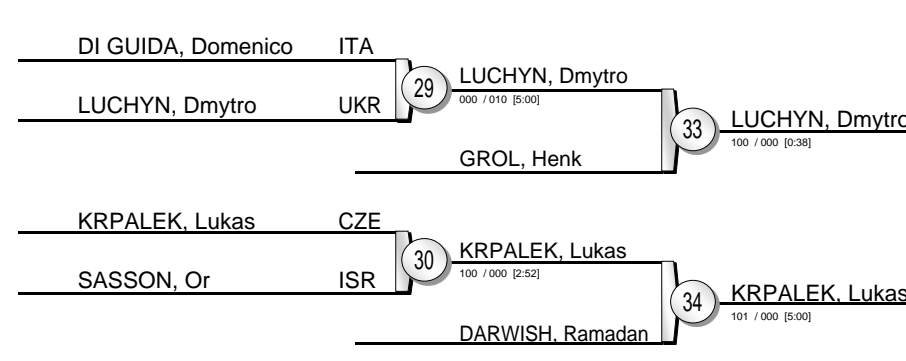 DI GUIDA, Domenico ITA
LUCHYN, Dmytro UKR
29
LUCHYN, Dmytro
000 / 010 [5:00]
GROL, Henk
33
LUCHYN, Dmytro
100 / 000 [0:38]
KRPALEK, Lukas CZE
SASSON, Or ISR
30
KRPALEK, Lukas
100 / 000 [2:52]
DARWISH, Ramadan
34
KRPALEK, Lukas
101 / 000 [5:00]